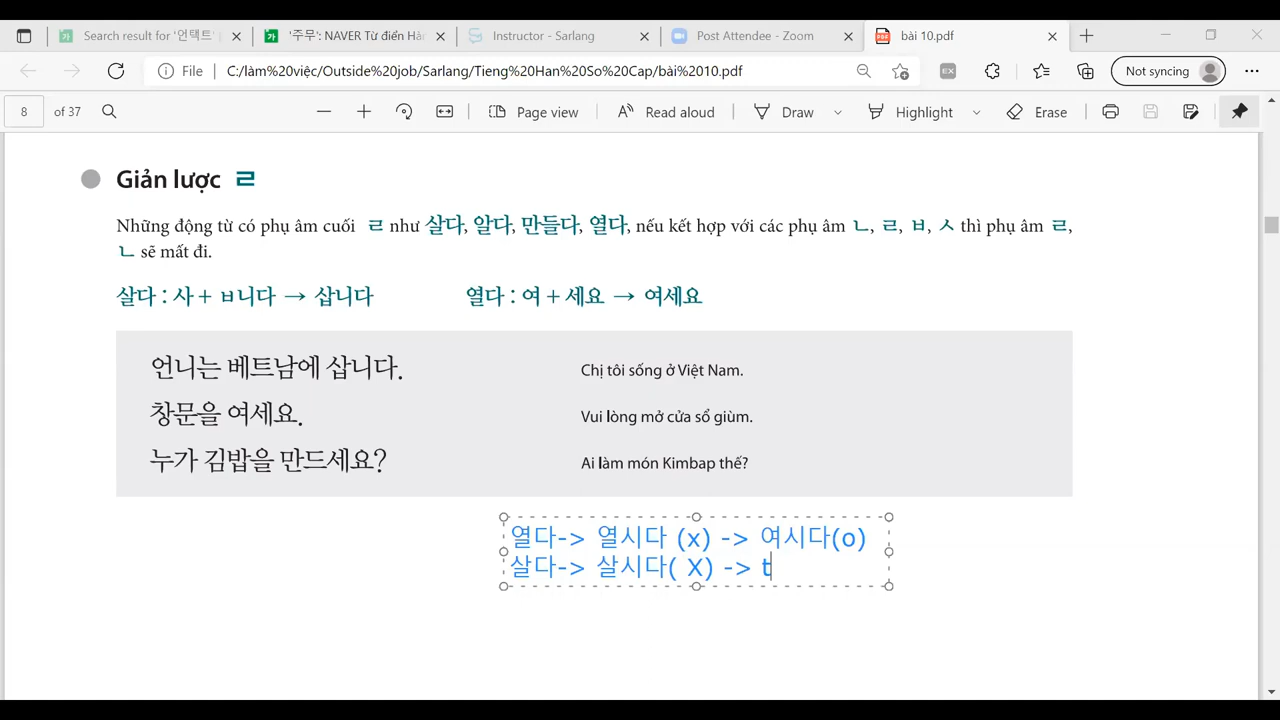 Search result for '언택트'
'주무': NAVER Từ điển Hàn
Instructor - Sarlang
Post Attendee - Zoom
bài 10.pdf
File
C:/làm%20việc/Outside%20job/Sarlang/Tieng%20Han%20So%20Cap/bài%2010.pdf
EX
Not syncing
8 of 37
Page view
Read aloud
Draw
Highlight
Erase
Giản lược ㄹ
Những động từ có phụ âm cuối ㄹ như 살다, 알다, 만들다, 열다, nếu kết hợp với các phụ âm ㄴ, ㄹ, ㅂ, ㅅ thì phụ âm ㄹ,
ㄴ sẽ mất đi.
살다 : 사 + ㅂ니다 → 삽니다
열다 : 여 + 세요 → 여세요
언니는 베트남에 삽니다.
Chị tôi sống ở Việt Nam.
창문을 여세요.
Vui lòng mở cửa sổ giùm.
누가 김밥을 만드세요?
Ai làm món Kimbap thế?
열다-> 열시다 (x) -> 여시다(o)
살다-> 살시다( X) -> t